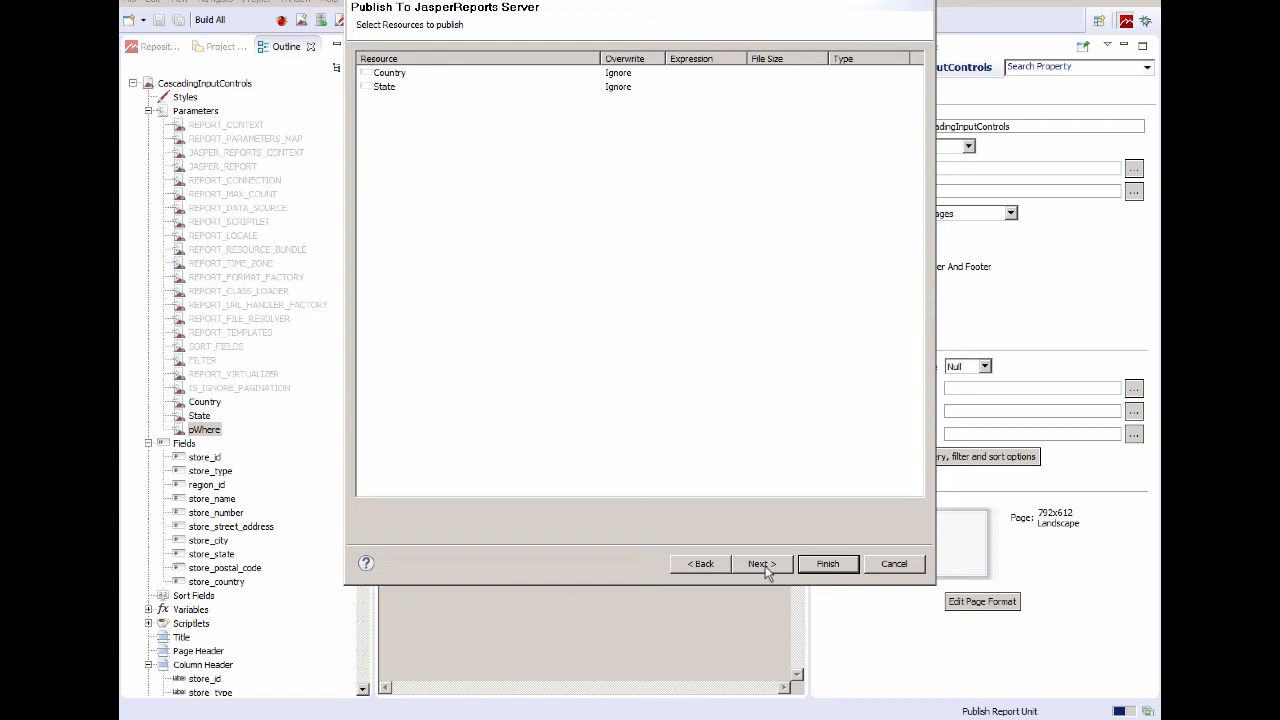 Publish To JasperReports Server
Select Resources to publish
Build All
Reposit...
Project ...
Outline
CascadingInputControls
Styles
Parameters
REPORT_CONTEXT
REPORT_PARAMETERS_MAP
JASPER_REPORTS_CONTEXT
JASPER_REPORT
REPORT_CONNECTION
REPORT_MAX_COUNT
REPORT_DATA_SOURCE
REPORT_SCRIPTLET
REPORT_LOCALE
REPORT_RESOURCE_BUNDLE
REPORT_TIME_ZONE
REPORT_FORMAT_FACTORY
REPORT_CLASS_LOADER
REPORT_URL_HANDLER_FACTORY
REPORT_FILE_RESOLVER
REPORT_TEMPLATES
SORT_FIELDS
FILTER
REPORT_VIRTUALIZER
IS_IGNORE_PAGINATION
Country
State
pWhere
Fields
store_id
store_type
region_id
store_name
store_number
store_street_address
store_city
store_state
store_postal_code
store_country
Sort Fields
Variables
Scriptlets
Title
Page Header
Column Header
store_id
store_type
Resource Overwrite Expression File Size Type
Country Ignore
State Ignore
< Back Next > Finish Cancel
nputControls Search Property
adingInputControls
...
...
ages
er And Footer
Null
...
...
...
ry, filter and sort options
Page: 792x612
Landscape
Edit Page Format
Publish Report Unit